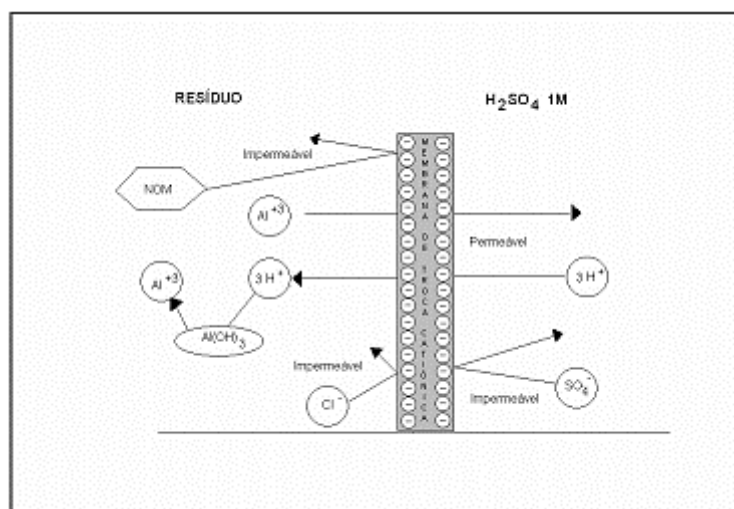 RESÍDUO
H2SO4 1M
Impermeável
NOM
Al +3
Permeável
Al +3
3 H+
3 H+
Al(OH)3
Impermeável
Cl-
SO4-
Impermeável
MEMBRANA DE TROCA CATIÔNICA